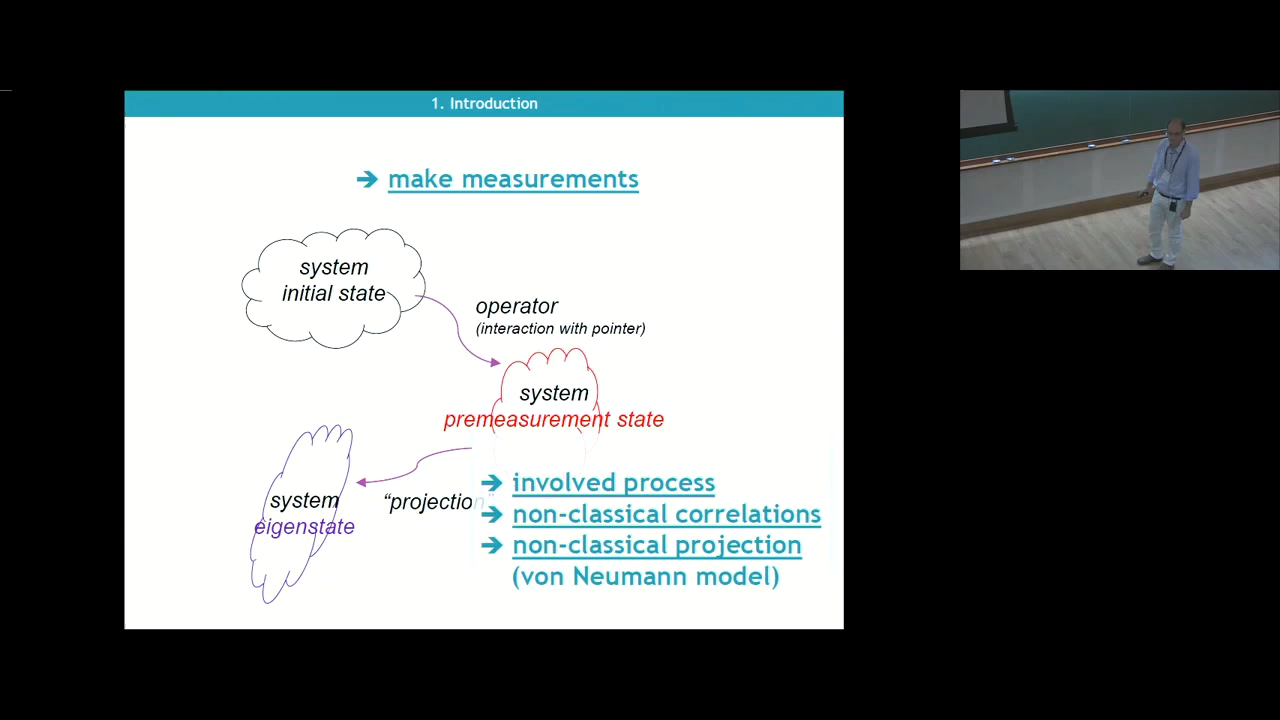 1. Introduction
➔ make measurements
system
initial state
operator
(interaction with pointer)
system
premeasurement state
system
eigenstate
“projection”
➔ involved process
➔ non-classical correlations
➔ non-classical projection
(von Neumann model)